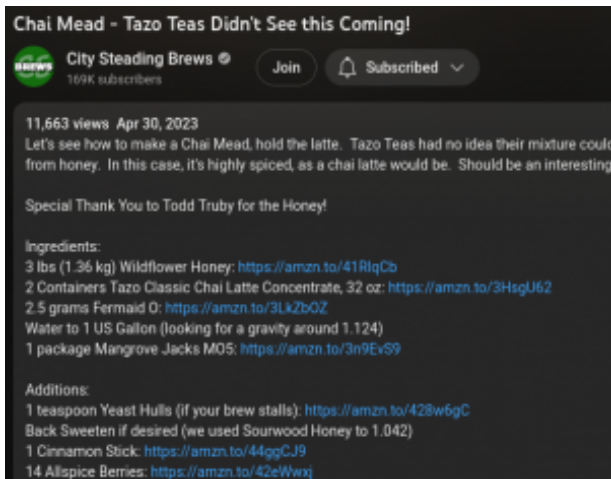 Chai Mead - Tazo Teas Didn't See this Coming!
BREWS
City Steading Brews
169K subscribers
Join
Subscribed
11,663 views Apr 30, 2023
Let's see how to make a Chai Mead, hold the latte. Tazo Teas had no idea their mixture could
from honey. In this case, it's highly spiced, as a chai latte would be. Should be an interesting
Special Thank You to Todd Truby for the Honey!
Ingredients:
3 lbs (1.36 kg) Wildflower Honey: https://amzn.to/41RlqCb
2 Containers Tazo Classic Chai Latte Concentrate, 32 oz: https://amzn.to/3HsgU62
2.5 grams Fermaid O: https://amzn.to/3LkZbOZ
Water to 1 US Gallon (looking for a gravity around 1.124)
1 package Mangrove Jacks MO5: https://amzn.to/3n9EvS9
Additions:
1 teaspoon Yeast Hulls (if your brew stalls): https://amzn.to/428w6gC
Back Sweeten if desired (we used Sourwood Honey to 1.042)
1 Cinnamon Stick: https://amzn.to/44ggCJ9
14 Allspice Berries: https://amzn.to/42eWwxj